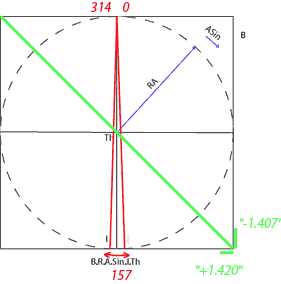 314 0
ASin
B
RA
Th
"-1.407"
I
B.R.A.Sin.I.Th
"+1.420"
157